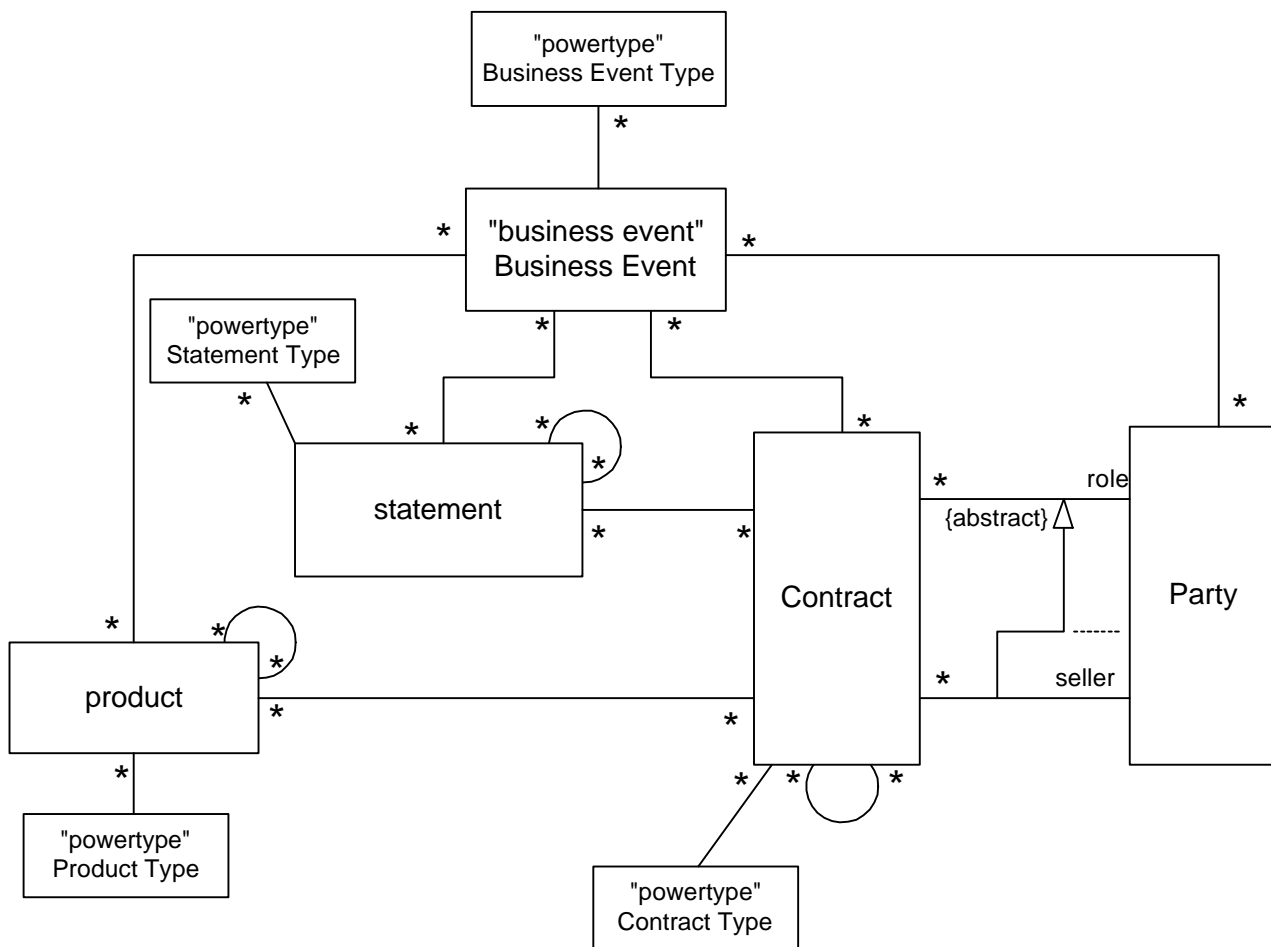 "powertype"
Business Event Type
*
* "business event" *
Business Event
"powertype"
Statement Type
* *
* * * * *
statement
* role
{abstract}
* *
*
Contract
Party
* *
*
product
* seller
*
*
* * * *
"powertype"
Product Type
"powertype"
Contract Type